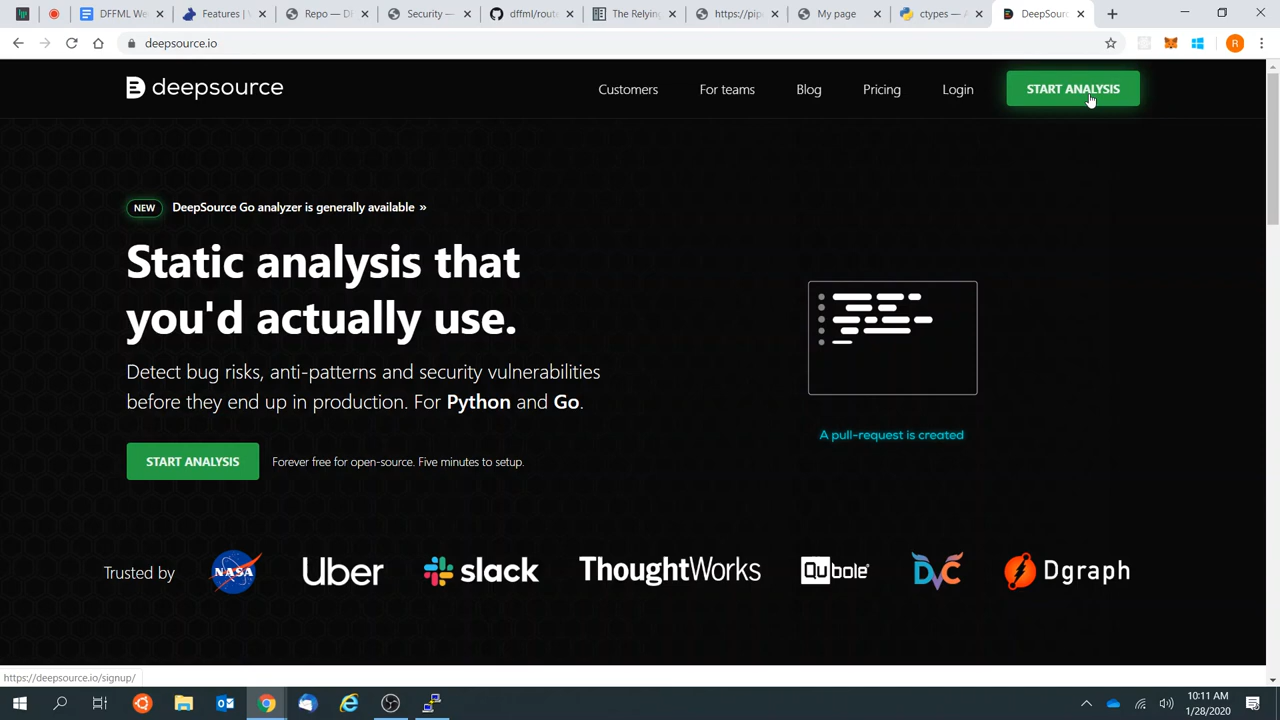 DFFML We
Features | V
Repo — DF
Security —
dffml/route
The Relying
https://pip
My page
ctypes — A
DeepSourc
deepsource.io
deepsource
Customers
For teams
Blog
Pricing
Login
START ANALYSIS
NEW
DeepSource Go analyzer is generally available »
Static analysis that
you'd actually use.
Detect bug risks, anti-patterns and security vulnerabilities
before they end up in production. For Python and Go.
A pull-request is created
START ANALYSIS
Forever free for open-source. Five minutes to setup.
Trusted by
NASA
Uber
slack
ThoughtWorks
Qubole
DVC
Dgraph
https://deepsource.io/signup/
10:11 AM
1/28/2020